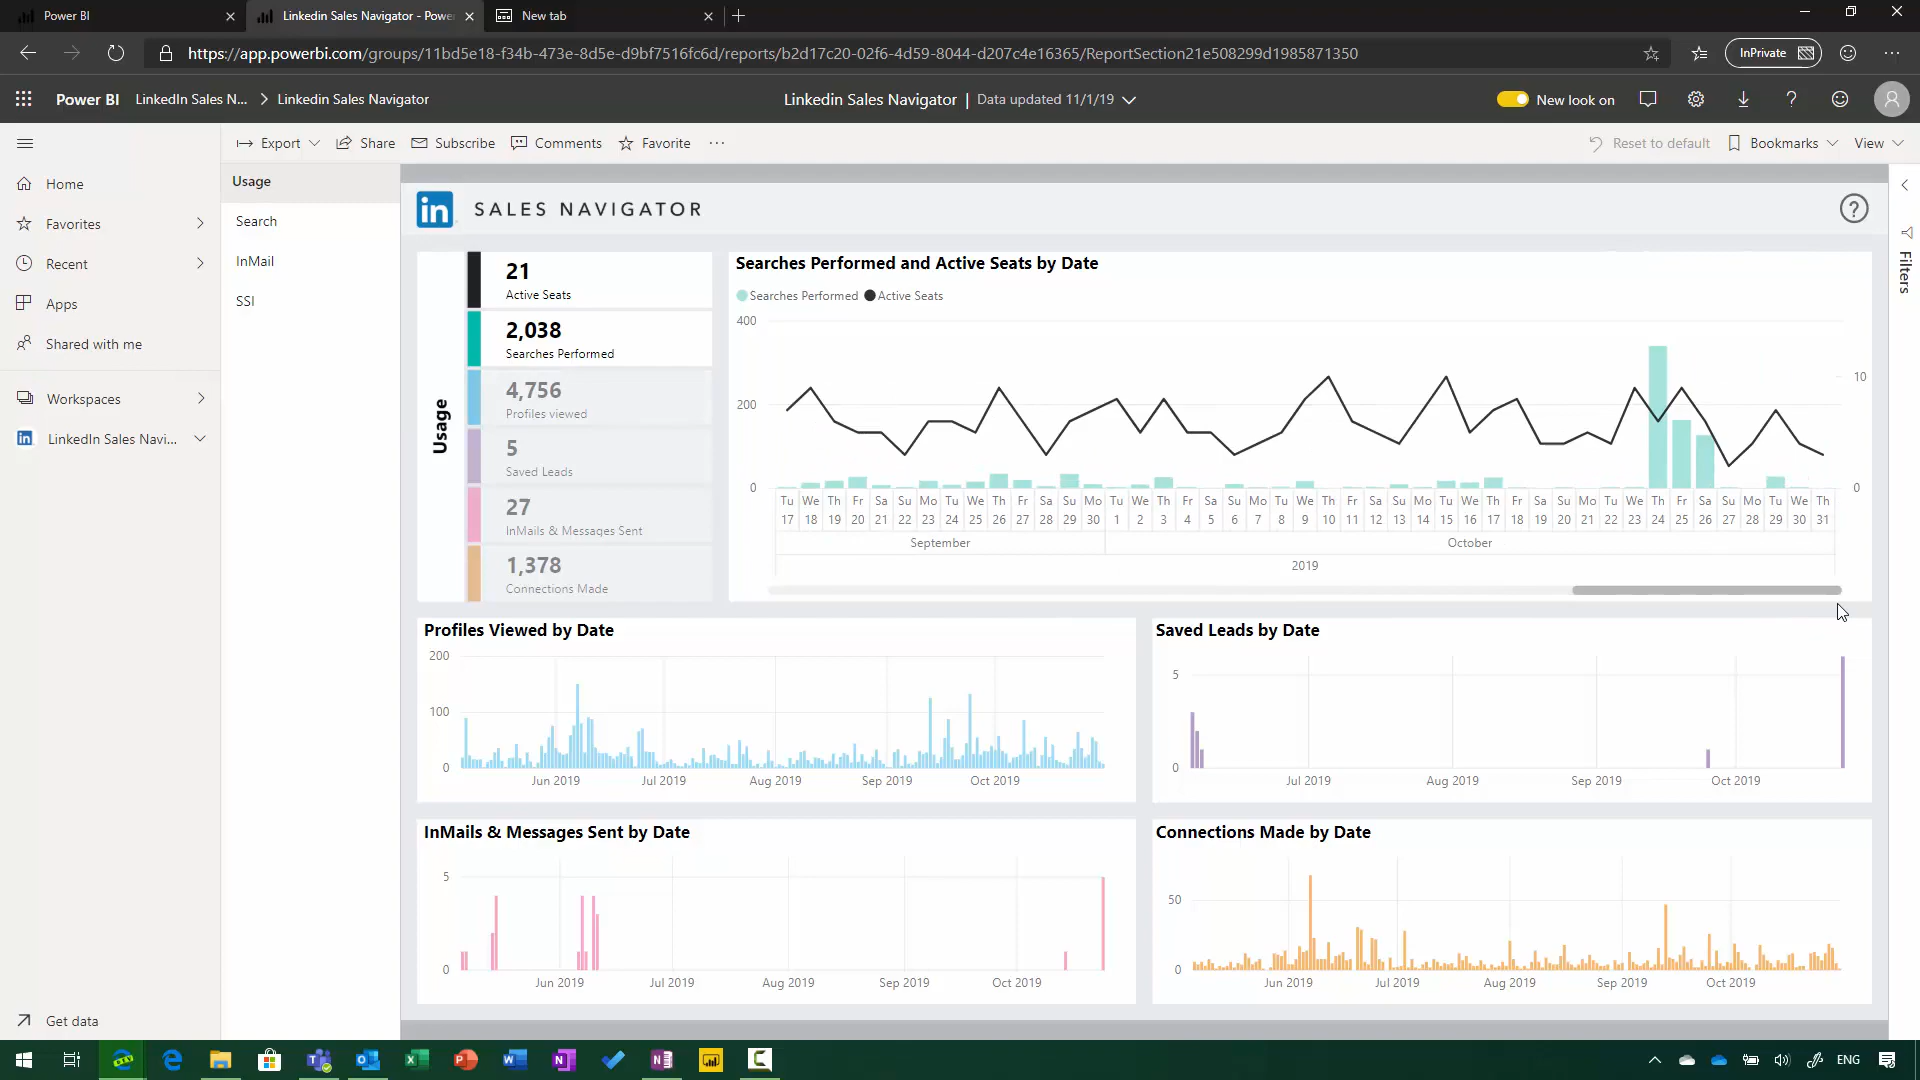 Power BI
Linkedin Sales Navigator - Powe
New tab
https://app.powerbi.com/groups/11bd5e18-f34b-473e-8d5e-d9bf7516fc6d/reports/b2d17c20-02f6-4d59-8044-d207c4e16365/ReportSection21e508299d1985871350
InPrivate
Power BI LinkedIn Sales N... > Linkedin Sales Navigator
Linkedin Sales Navigator | Data updated 11/1/19
New look on
Export Share Subscribe Comments Favorite ...
Reset to default Bookmarks View
Home
Favorites
Recent
Apps
Shared with me
Workspaces
in LinkedIn Sales Navi...
Get data
Usage
Search
InMail
SSI
in SALES NAVIGATOR
?
Filters
Usage
21
Active Seats
2,038
Searches Performed
4,756
Profiles viewed
5
Saved Leads
27
InMails & Messages Sent
1,378
Connections Made
Searches Performed and Active Seats by Date
Searches Performed Active Seats
400
200
0
10
0
Tu We Th Fr Sa Su Mo Tu We Th Fr Sa Su Mo Tu We Th Fr Sa Su Mo Tu We Th Fr Sa Su Mo Tu We Th Fr Sa Su Mo Tu We Th Fr Sa Su Mo Tu We Th
17 18 19 20 21 22 23 24 25 26 27 28 29 30 1 2 3 4 5 6 7 8 9 10 11 12 13 14 15 16 17 18 19 20 21 22 23 24 25 26 27 28 29 30 31
September October
2019
Profiles Viewed by Date
200
100
0
Jun 2019 Jul 2019 Aug 2019 Sep 2019 Oct 2019
Saved Leads by Date
5
0
Jul 2019 Aug 2019 Sep 2019 Oct 2019
InMails & Messages Sent by Date
5
0
Jun 2019 Jul 2019 Aug 2019 Sep 2019 Oct 2019
Connections Made by Date
50
0
Jun 2019 Jul 2019 Aug 2019 Sep 2019 Oct 2019
ENG